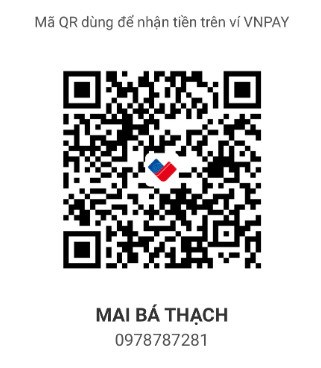 Mã QR dùng để nhận tiền trên ví VNPAY
MAI BÁ THẠCH
0978787281